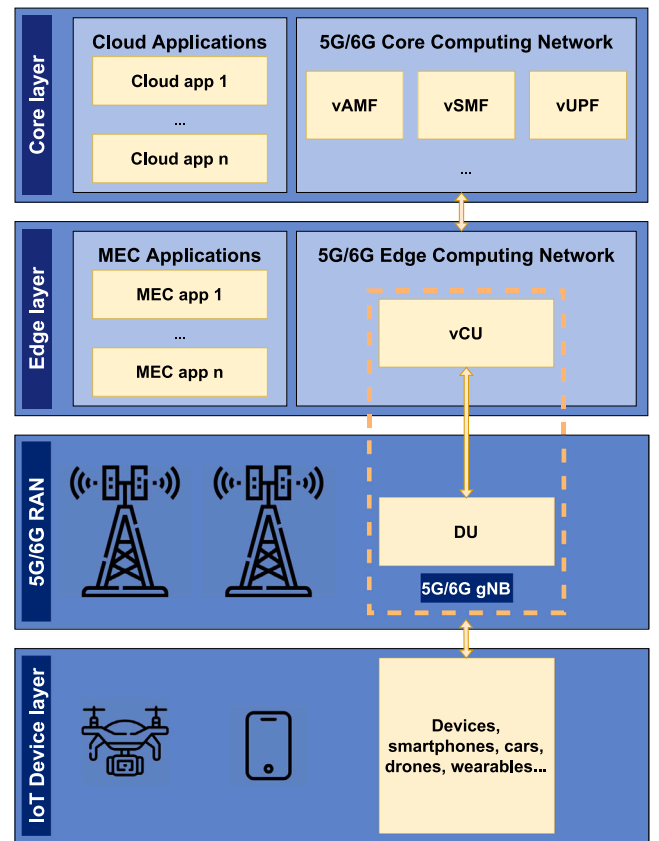 Core layer
Cloud Applications
Cloud app 1
...
Cloud app n
5G/6G Core Computing Network
vAMF
vSMF
vUPF
...
Edge layer
MEC Applications
MEC app 1
...
MEC app n
5G/6G Edge Computing Network
vCU
5G/6G RAN
DU
5G/6G gNB
IoT Device layer
Devices,
smartphones, cars,
drones, wearables...